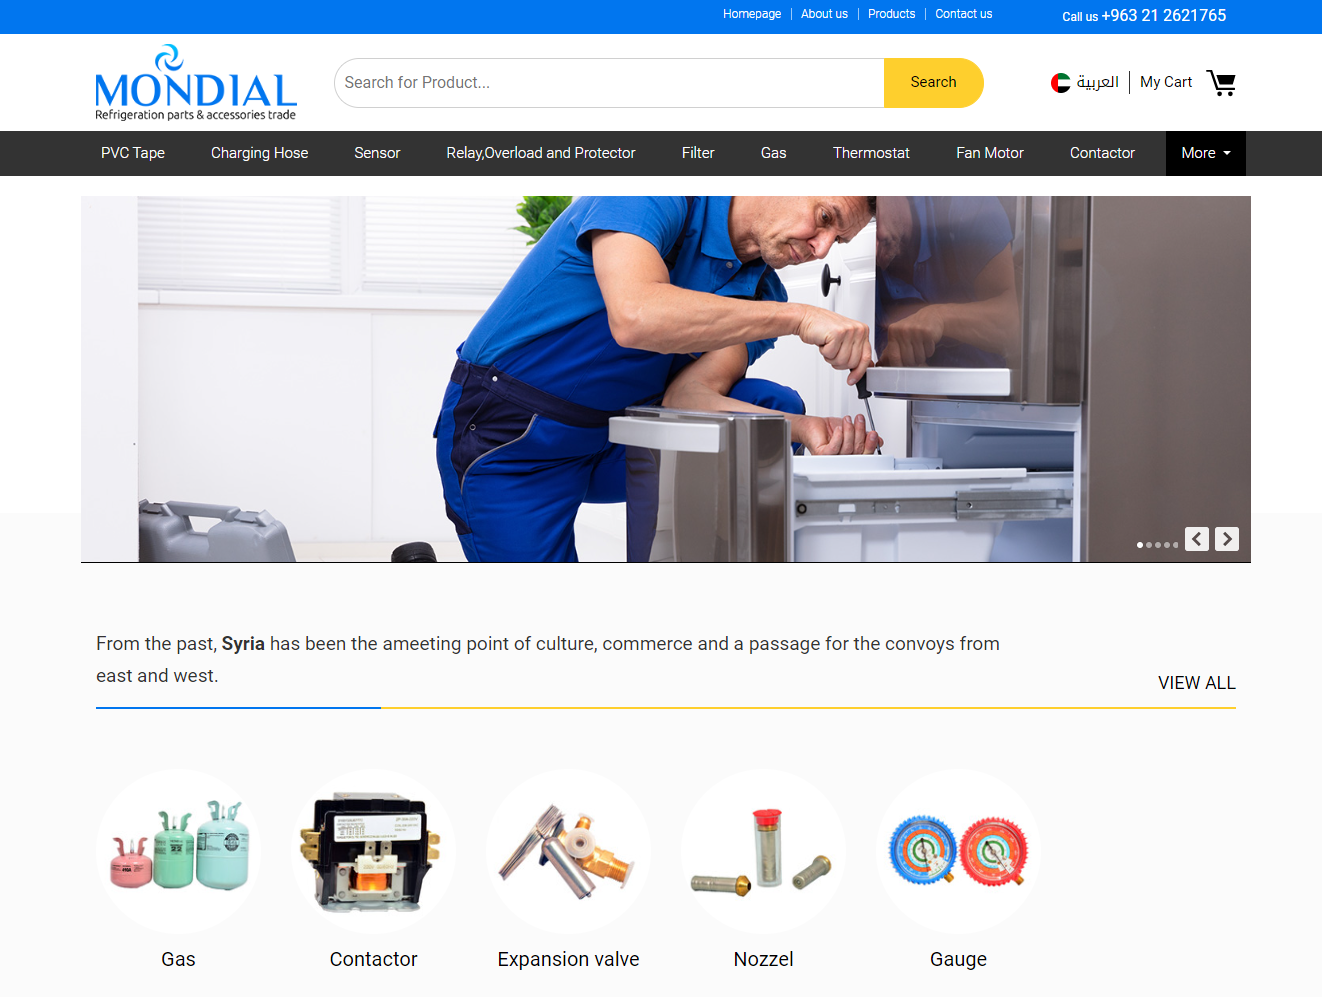 Homepage
About us
Products
Contact us
Call us +963 21 2621765
MONDIAL
Refrigeration parts & accessories trade
Search for Product...
Search
العربية
My Cart
PVC Tape
Charging Hose
Sensor
Relay,Overload and Protector
Filter
Gas
Thermostat
Fan Motor
Contactor
More
From the past, Syria has been the ameeting point of culture, commerce and a passage for the convoys from
east and west.
VIEW ALL
Gas
Contactor
Expansion valve
Nozzel
Gauge